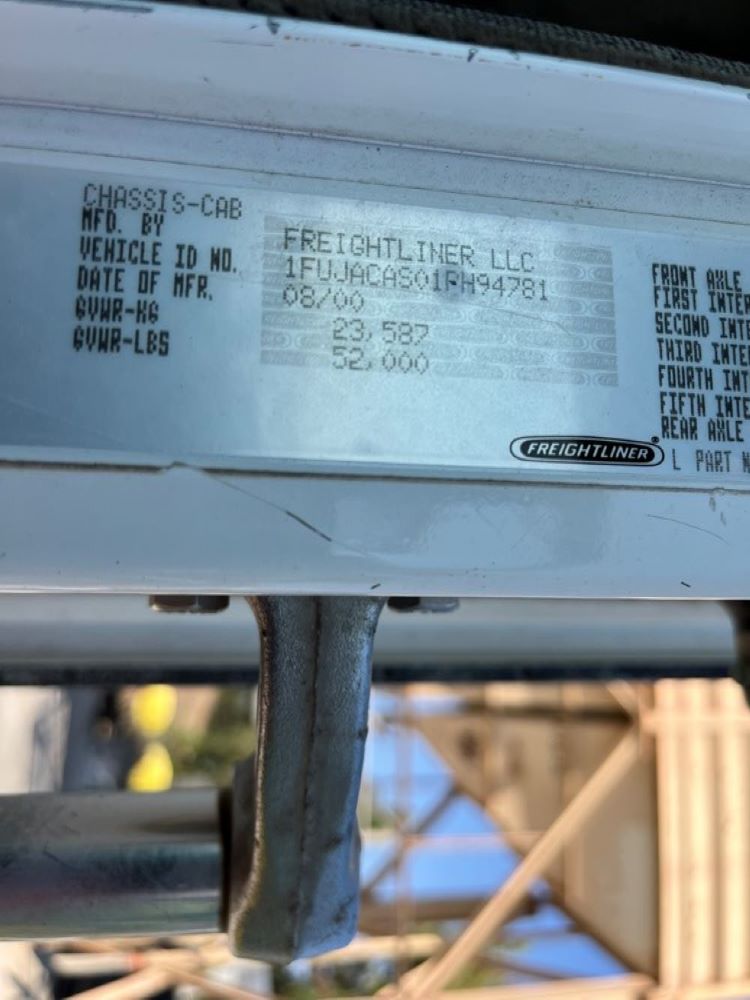 CHASSIS-CAB
MFD. BY FREIGHTLINER LLC
VEHICLE ID NO.
DATE OF MFR. 08/00
GVWR-KG 23,587
GVWR-LBS 52,000
FRONT AXLE
FIRST INTE
SECOND INTE
THIRD INTE
FOURTH INT
FIFTH INTE
REAR AXLE
FREIGHTLINER®
L PART N